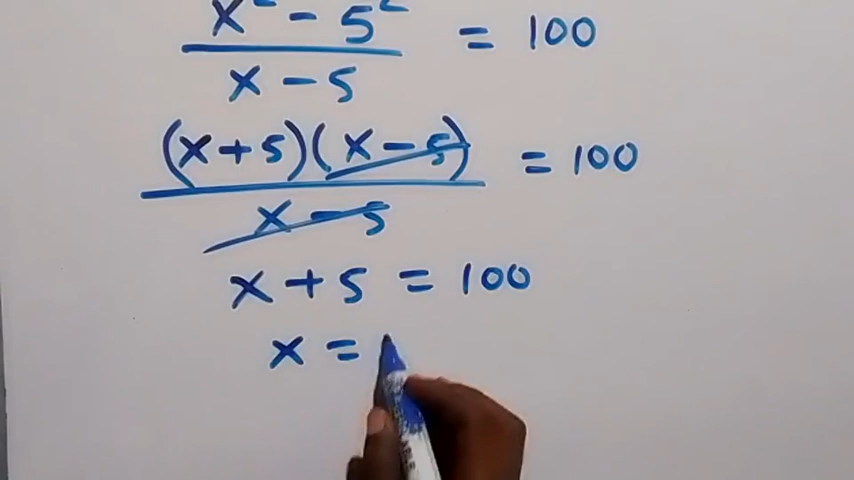 x² - 5² = 100
x - 5
(x + 5)(x - 5) = 100
x - 5
x + 5 = 100
x =